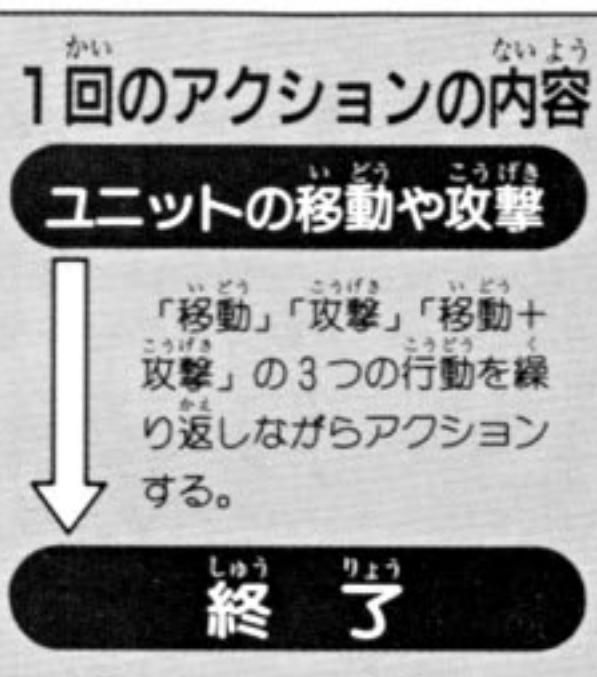 1回のアクションの内容
ユニットの移動や攻撃
「移動」「攻撃」「移動+
攻撃」の3つの行動を繰
り返しながらアクション
する。
終了